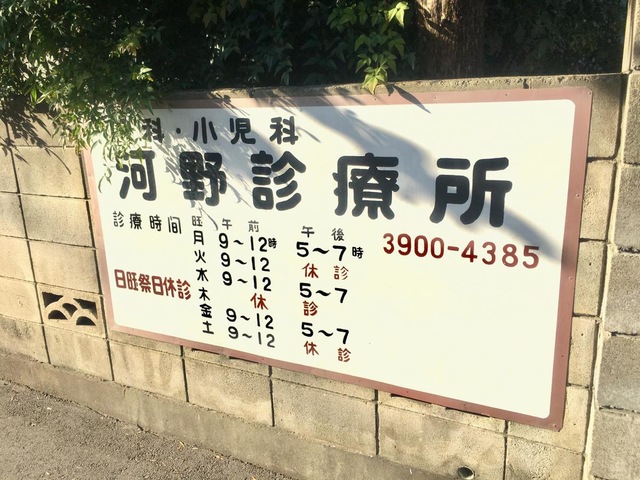 科・小児科
河野診療所
診療時間 旺 午前 午後
月 9~12時 5~7時
火 9~12 休診
水 9~12 5~7
木 休 診
金 9~12 5~7
土 9~12 休診
日旺祭日休診
3900-4385